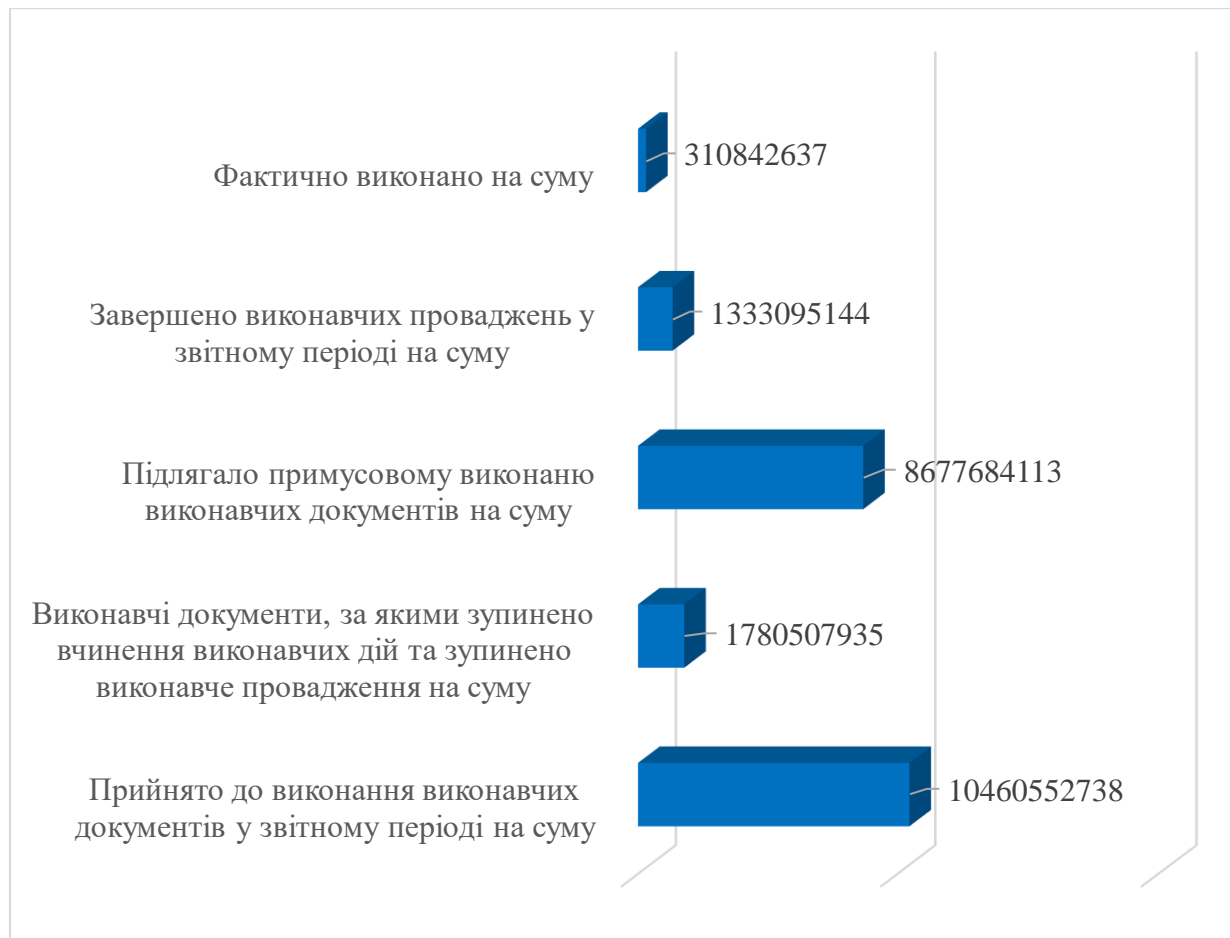 Фактично виконано на суму
310842637
Завершено виконавчих проваджень у
звітному періоді на суму
1333095144
Підлягало примусовому виконаню
виконавчих документів на суму
8677684113
Виконавчі документи, за якими зупинено
вчинення виконавчих дій та зупинено
виконавче провадження на суму
1780507935
Прийнято до виконання виконавчих
документів у звітному періоді на суму
10460552738